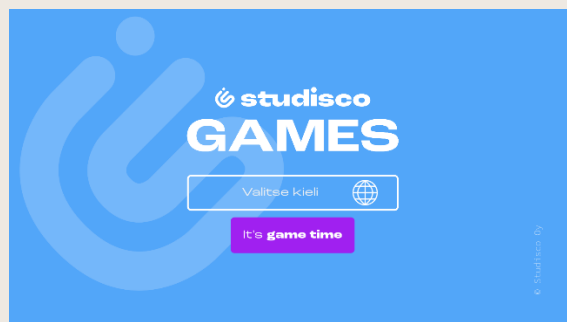 studisco
GAMES
Valitse kieli
It's game time
© Studisco Oy